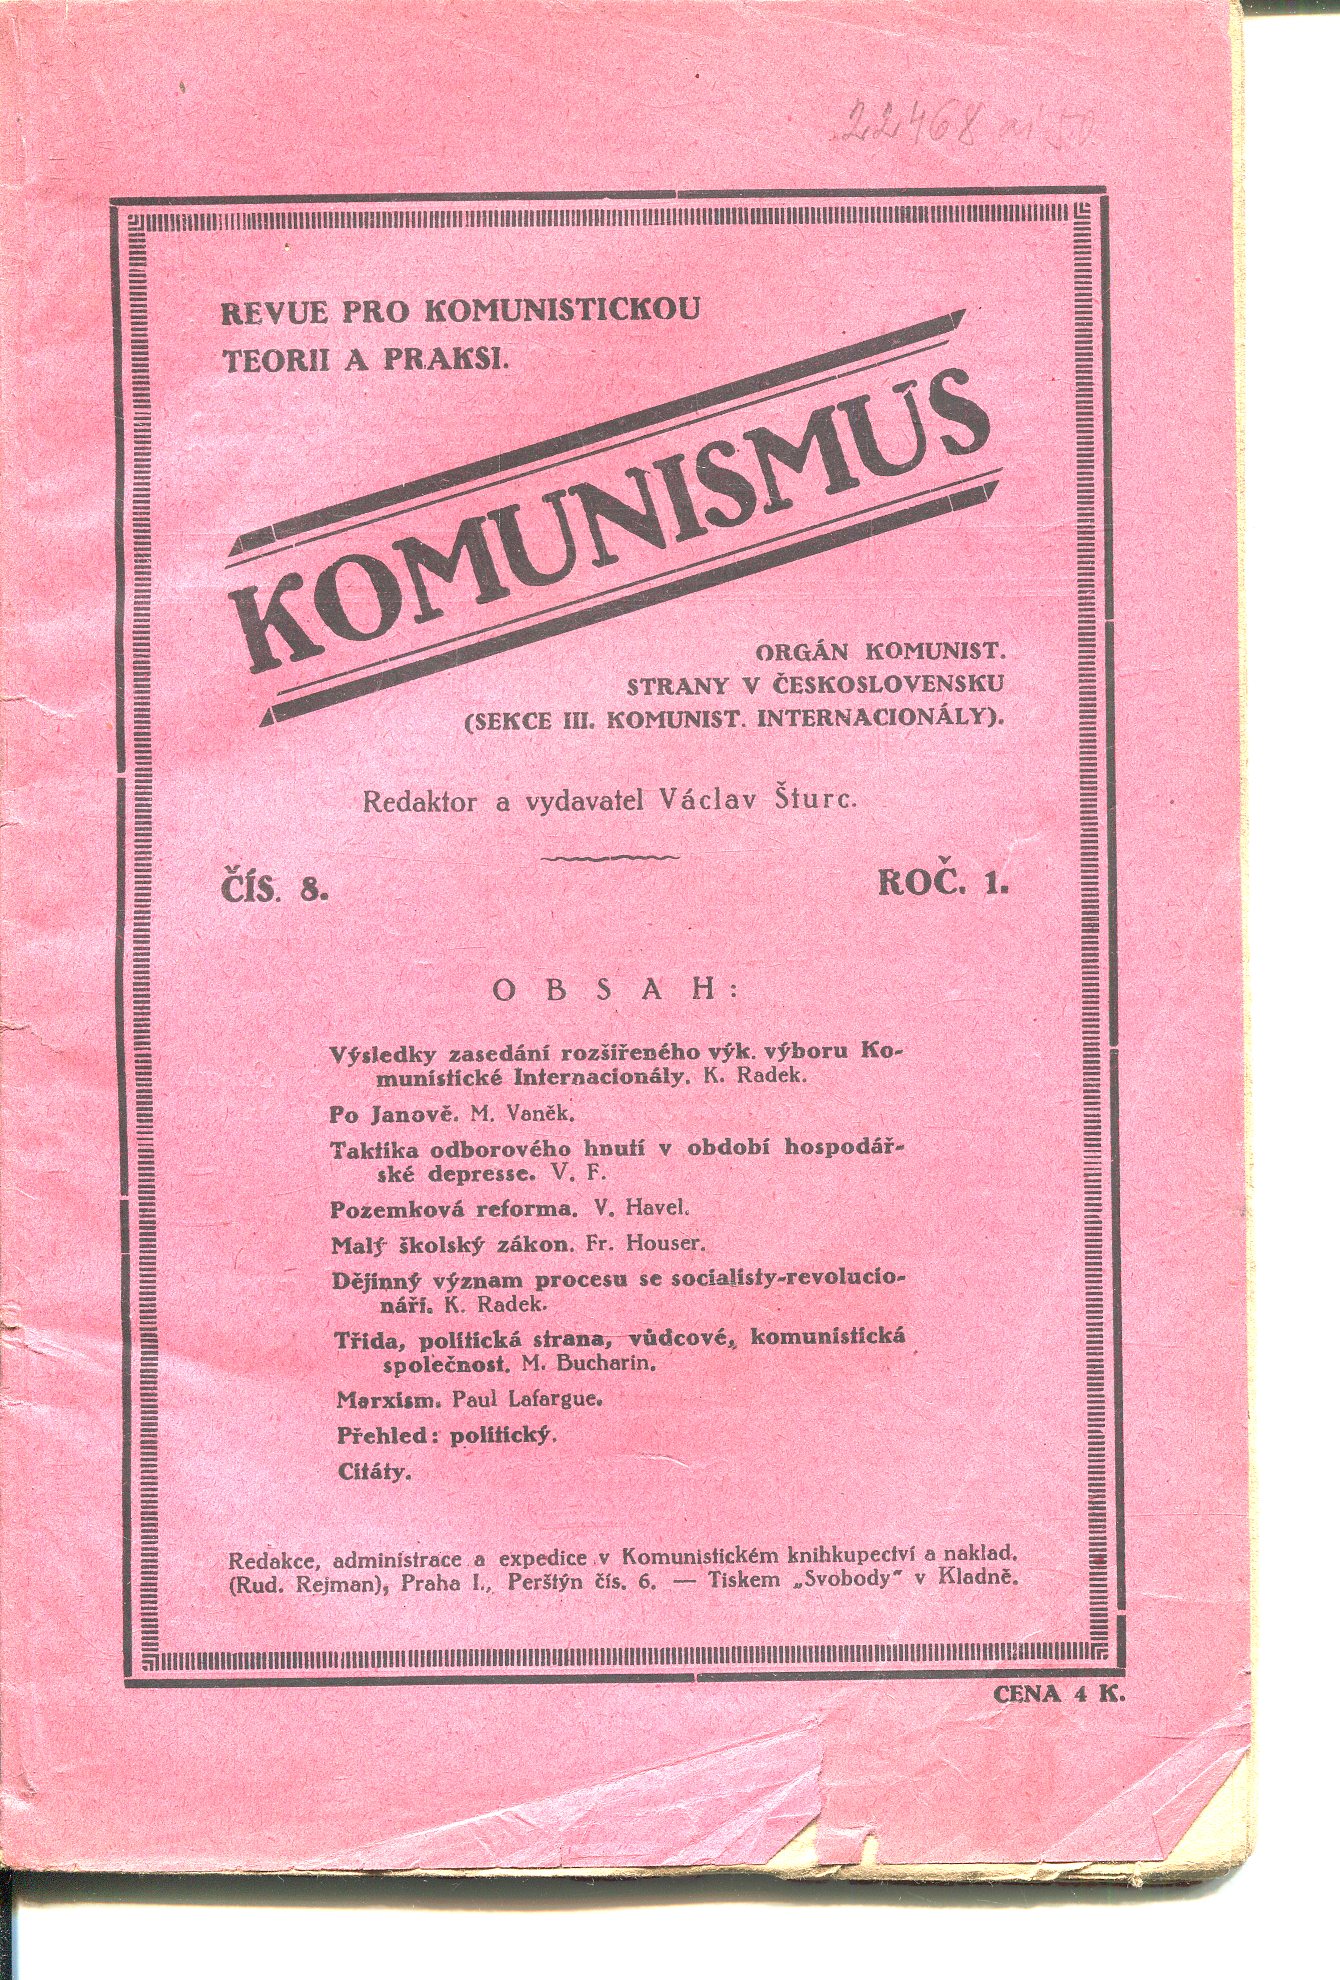 22468
REVUE PRO KOMUNISTICKOU
TEORII A PRAKSI.
KOMUNISMUS
ORGÁN KOMUNIST.
STRANY V ČESKOSLOVENSKU
(SEKCE III. KOMUNIST. INTERNACIONÁLY).
Redaktor a vydavatel Václav Šturc.
ČÍS. 8.
ROČ. 1.
OBSAH:
Výsledky zasedání rozšířeného výk. výboru Ko-
munistické Internacionály. K. Radek.
Po Janově. M. Vaněk.
Taktika odborového hnutí v období hospodář-
ské depresse. V. F.
Pozemková reforma. V. Havel.
Malý školský zákon. Fr. Houser.
Dějinný význam procesu se socialisty-revolucio-
náři. K. Radek.
Třída, politická strana, vůdcové, komunistická
společnost. M. Bucharin.
Marxism. Paul Lafargue.
Přehled: politický.
Citáty.
Redakce, administrace a expedice v Komunistickém knihkupectví a naklad.
(Rud. Rejman), Praha I., Perštýn čís. 6. — Tiskem „Svobody" v Kladně.
CENA 4 K.